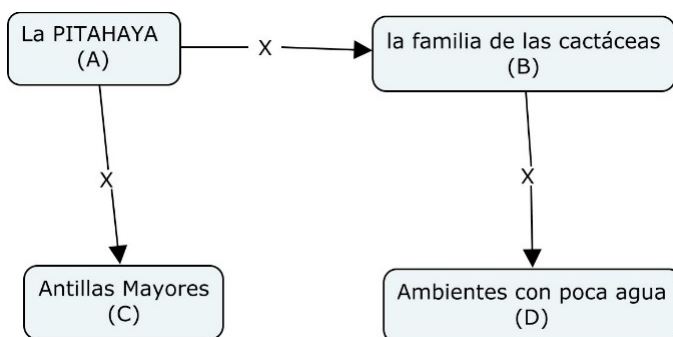 La PITAHAYA
(A)
X
la familia de las cactáceas
(B)
X
X
Antillas Mayores
(C)
Ambientes con poca agua
(D)